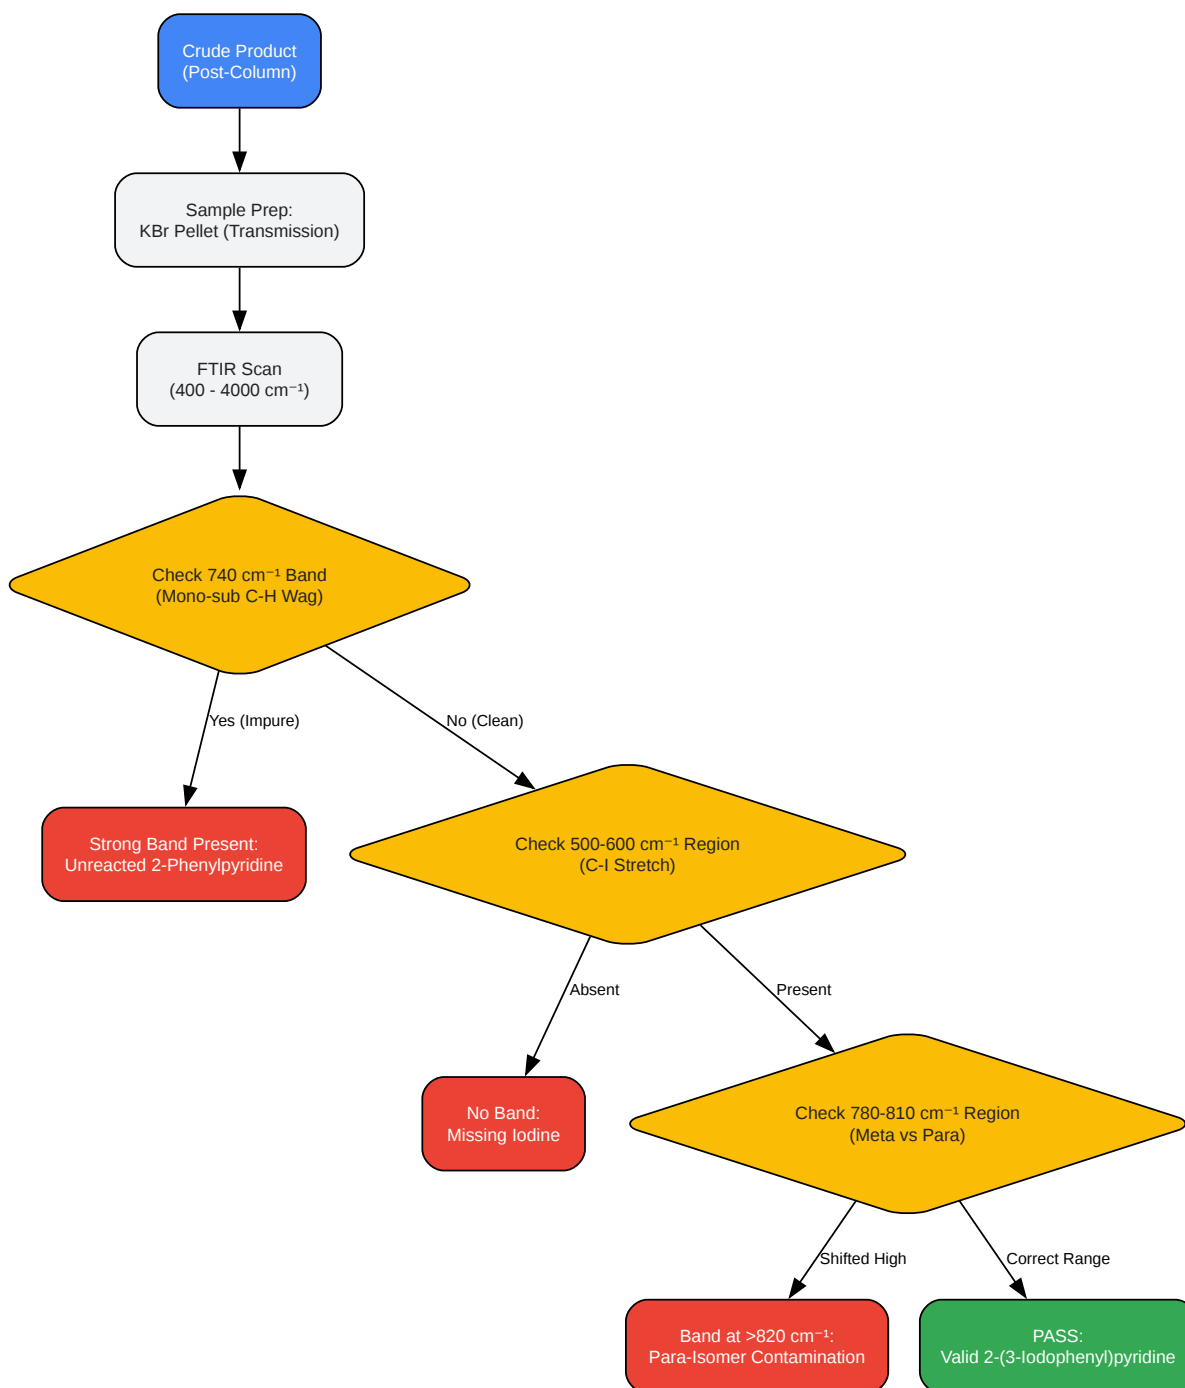 Crude Product
(Post-Column)
Sample Prep:
KBr Pellet (Transmission)
FTIR Scan
(400 - 4000 cm⁻¹)
Check 740 cm⁻¹ Band
(Mono-sub C-H Wag)
Yes (Impure)
No (Clean)
Strong Band Present:
Unreacted 2-Phenylpyridine
Check 500-600 cm⁻¹ Region
(C-I Stretch)
Absent
Present
No Band:
Missing Iodine
Check 780-810 cm⁻¹ Region
(Meta vs Para)
Shifted High
Correct Range
Band at >820 cm⁻¹:
Para-Isomer Contamination
PASS:
Valid 2-(3-Iodophenyl)pyridine